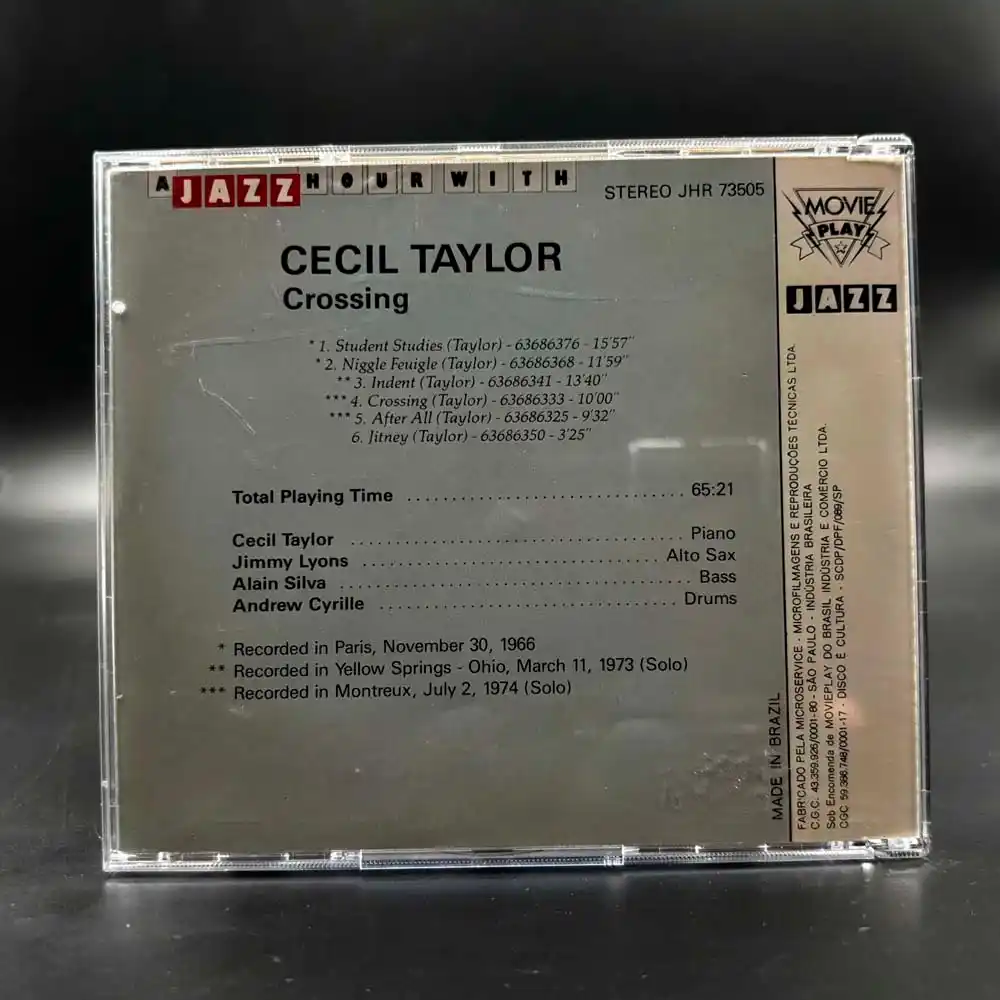 A JAZZ HOUR WITH
STEREO JHR 73505
CECIL TAYLOR
Crossing
* 1. Student Studies (Taylor) - 63686376 - 15'57"
* 2. Niggle Feuigle (Taylor) - 63686368 - 11'59"
** 3. Indent (Taylor) - 63686341 - 13'40"
*** 4. Crossing (Taylor) - 63686333 - 10'00"
*** 5. After All (Taylor) - 63686325 - 9'32"
6. Jitney (Taylor) - 63686350 - 3'25"
Total Playing Time .............................. 65:21
Cecil Taylor .................................... Piano
Jimmy Lyons ................................. Alto Sax
Alain Silva ...................................... Bass
Andrew Cyrille ................................ Drums
* Recorded in Paris, November 30, 1966
** Recorded in Yellow Springs - Ohio, March 11, 1973 (Solo)
*** Recorded in Montreux, July 2, 1974 (Solo)
MOVIE
PLAY
JAZZ
MADE IN BRAZIL
FABRICADO PELA MICROSERVICE - MICROFILMAGENS E REPRODUÇÕES TÉCNICAS LTDA.
C.G.C. 43.359.926/0001-80 - SÃO PAULO - INDÚSTRIA BRASILEIRA
Sob Encomenda de MOVIEPLAY DO BRASIL INDÚSTRIA E COMÉRCIO LTDA.
CGC 59.388.748/0001-17 - DISCO É CULTURA - SCDP/DPF/089/SP